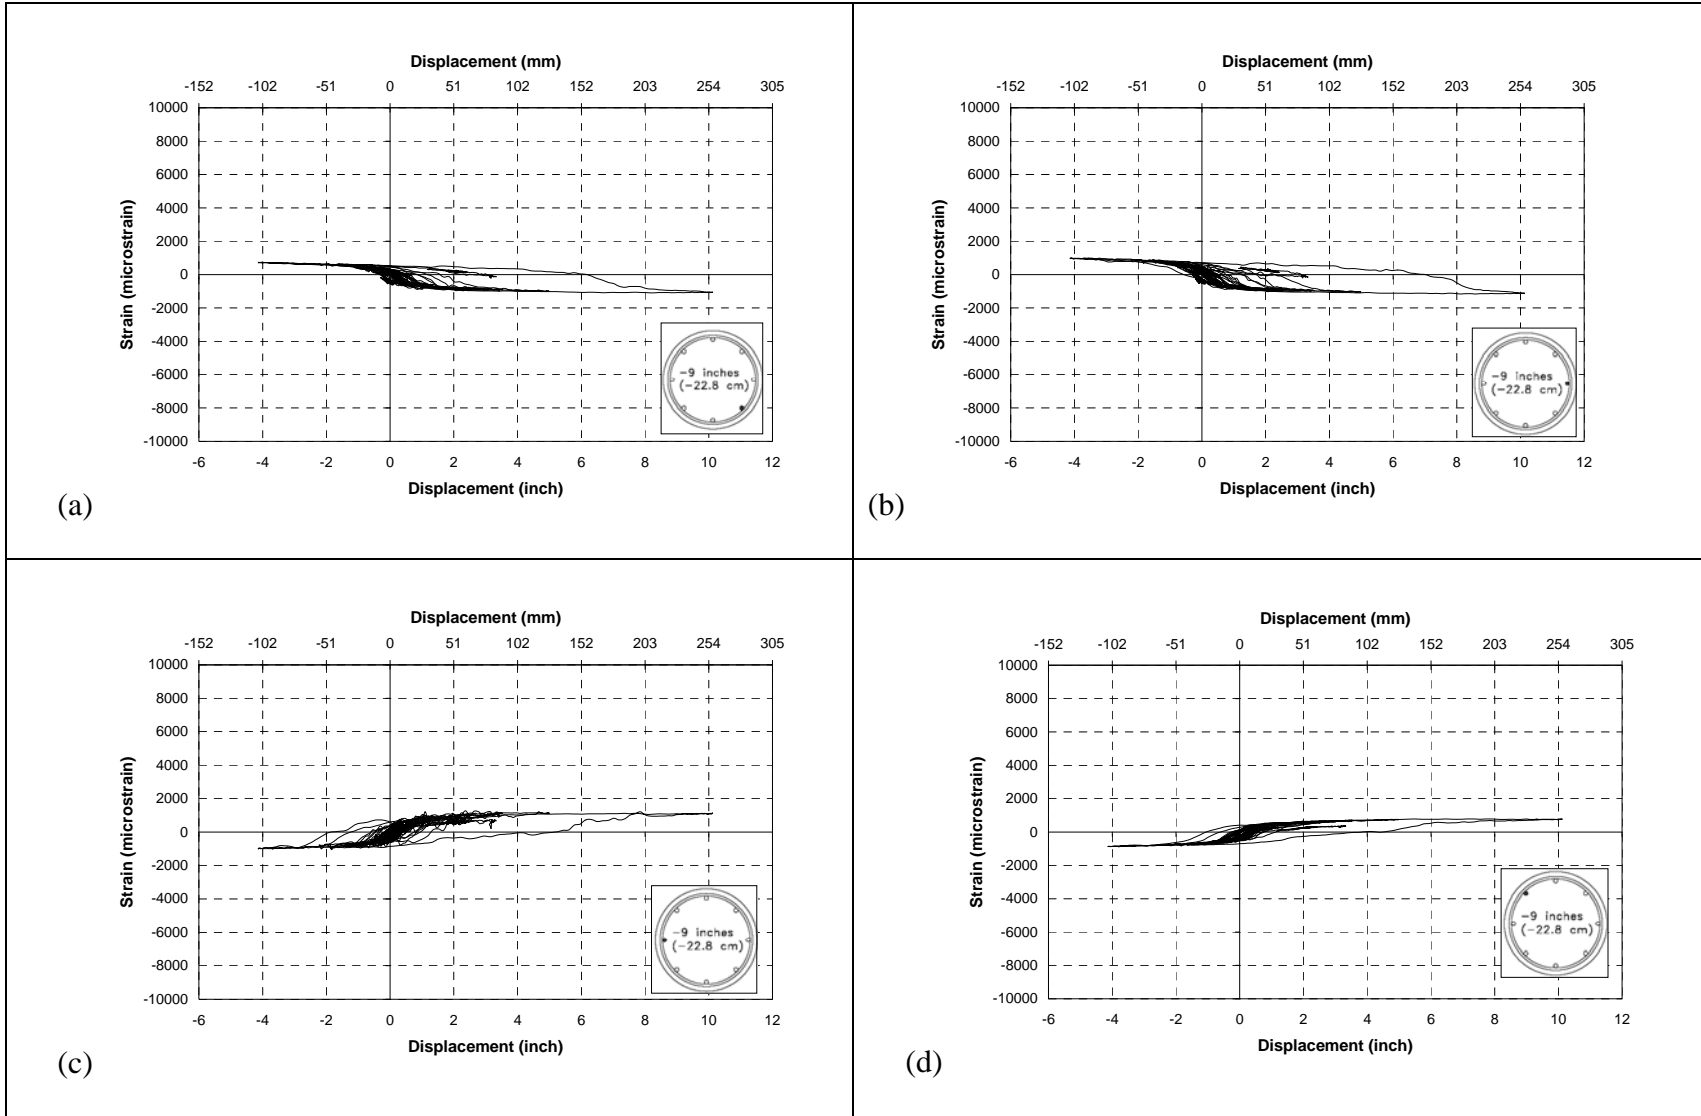 Displacement (mm)
-152 -102 -51 0 51 102 152 203 254 305
10000
8000
6000
4000
2000
0
-2000
-4000
-6000
-8000
-10000
Strain (microstrain)
-9 inches
(-22.8 cm)
-6 -4 -2 0 2 4 6 8 10 12
Displacement (inch)
(a)
Displacement (mm)
-152 -102 -51 0 51 102 152 203 254 305
10000
8000
6000
4000
2000
0
-2000
-4000
-6000
-8000
-10000
Strain (microstrain)
-9 inches
(-22.8 cm)
-6 -4 -2 0 2 4 6 8 10 12
Displacement (inch)
(b)
Displacement (mm)
-152 -102 -51 0 51 102 152 203 254 305
10000
8000
6000
4000
2000
0
-2000
-4000
-6000
-8000
-10000
Strain (microstrain)
-9 inches
(-22.8 cm)
-6 -4 -2 0 2 4 6 8 10 12
Displacement (inch)
(c)
Displacement (mm)
-152 -102 -51 0 51 102 152 203 254 305
10000
8000
6000
4000
2000
0
-2000
-4000
-6000
-8000
-10000
Strain (microstrain)
-9 inches
(-22.8 cm)
-6 -4 -2 0 2 4 6 8 10 12
Displacement (inch)
(d)